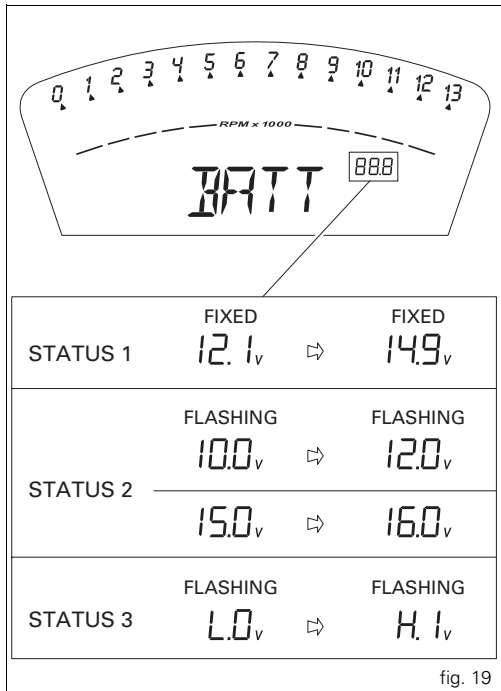 0 1 2 3 4 5 6 7 8 9 10 11 12 13
RPM x 1000
BATT 88.8
FIXED FIXED
STATUS 1 12.1v ⇨ 14.9v
FLASHING FLASHING
10.0v ⇨ 12.0v
STATUS 2
15.0v ⇨ 16.0v
FLASHING FLASHING
STATUS 3 L.0v ⇨ H.1v
fig. 19